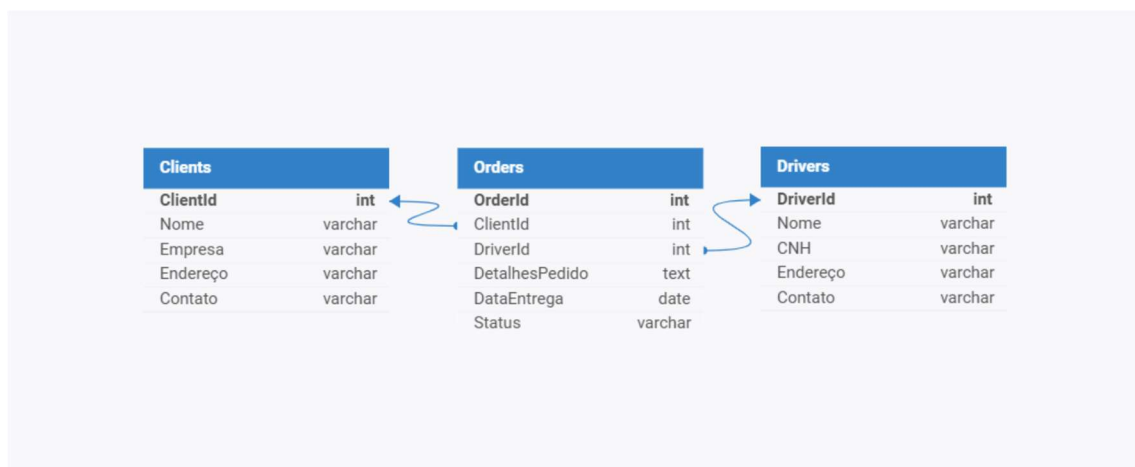 Clients
ClientId int
Nome varchar
Empresa varchar
Endereço varchar
Contato varchar
Orders
OrderId int
ClientId int
DriverId int
DetalhesPedido text
DataEntrega date
Status varchar
Drivers
DriverId int
Nome varchar
CNH varchar
Endereço varchar
Contato varchar